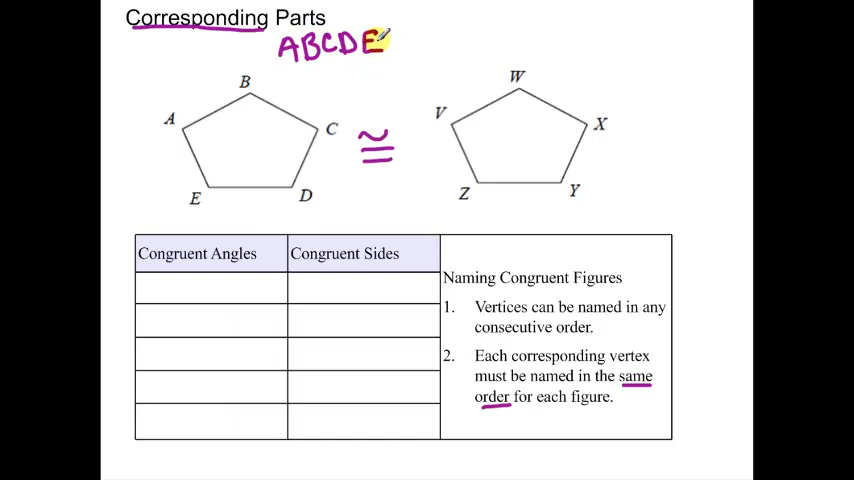 Corresponding Parts
ABCDE
B
A
C
E
D
≅
W
V
X
Z
Y
Congruent Angles
Congruent Sides
Naming Congruent Figures
1. Vertices can be named in any
consecutive order.
2. Each corresponding vertex
must be named in the same
order for each figure.